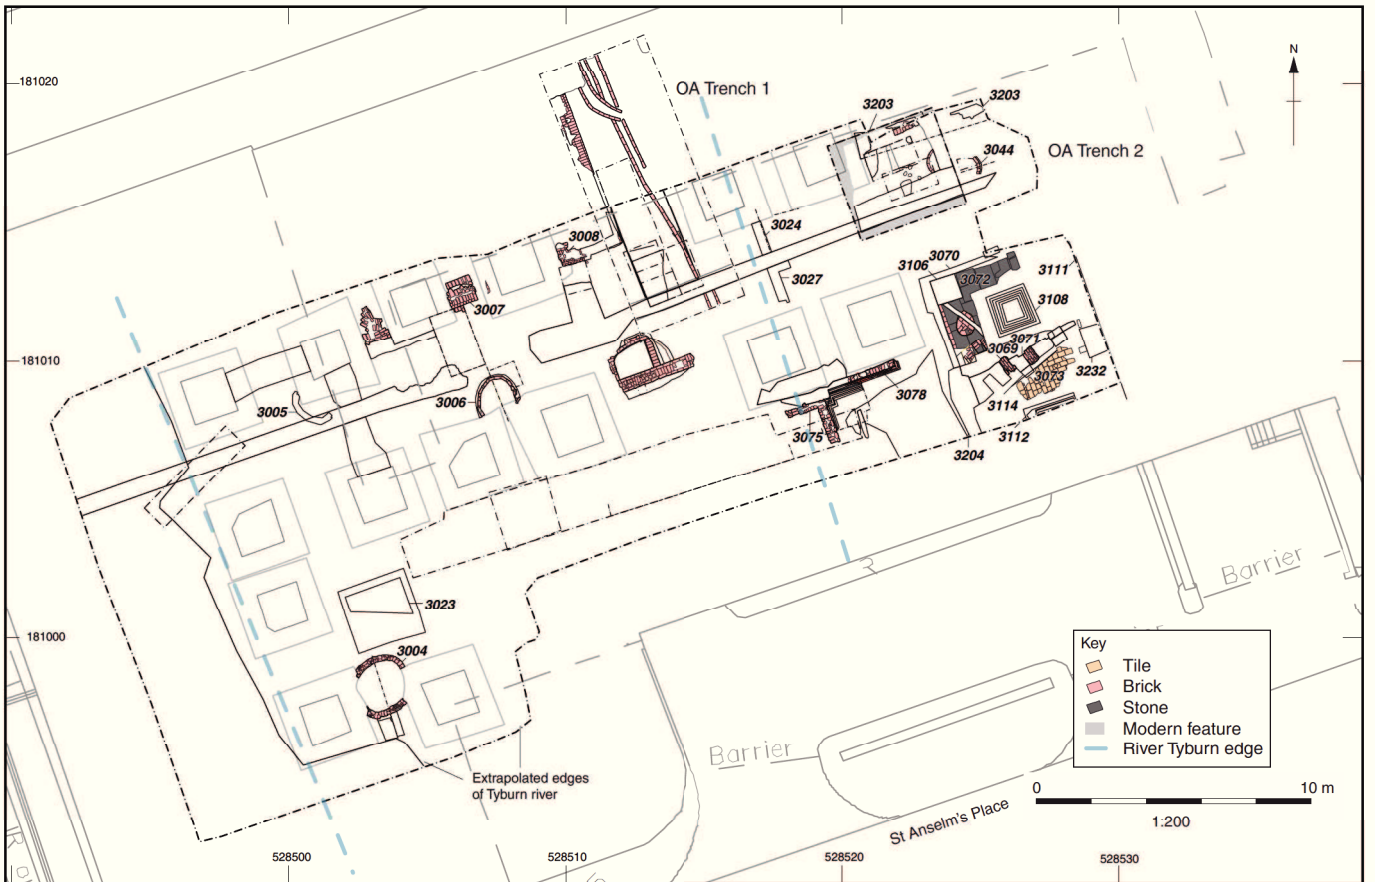 N
181020
OA Trench 1
3203
3203
OA Trench 2
3044
3024
3008
3070
3106
3072
3111
3027
3108
3007
3071
3069
181010
3073
3232
3078
3006
3005
3114
3075
3112
3204
Barrier
3023
181000
Key
3004
Tile
Brick
Stone
Modern feature
Barrier
River Tyburn edge
Extrapolated edges
of Tyburn river
0
10 m
St Anselm's Place
1:200
528500
528510
528520
528530